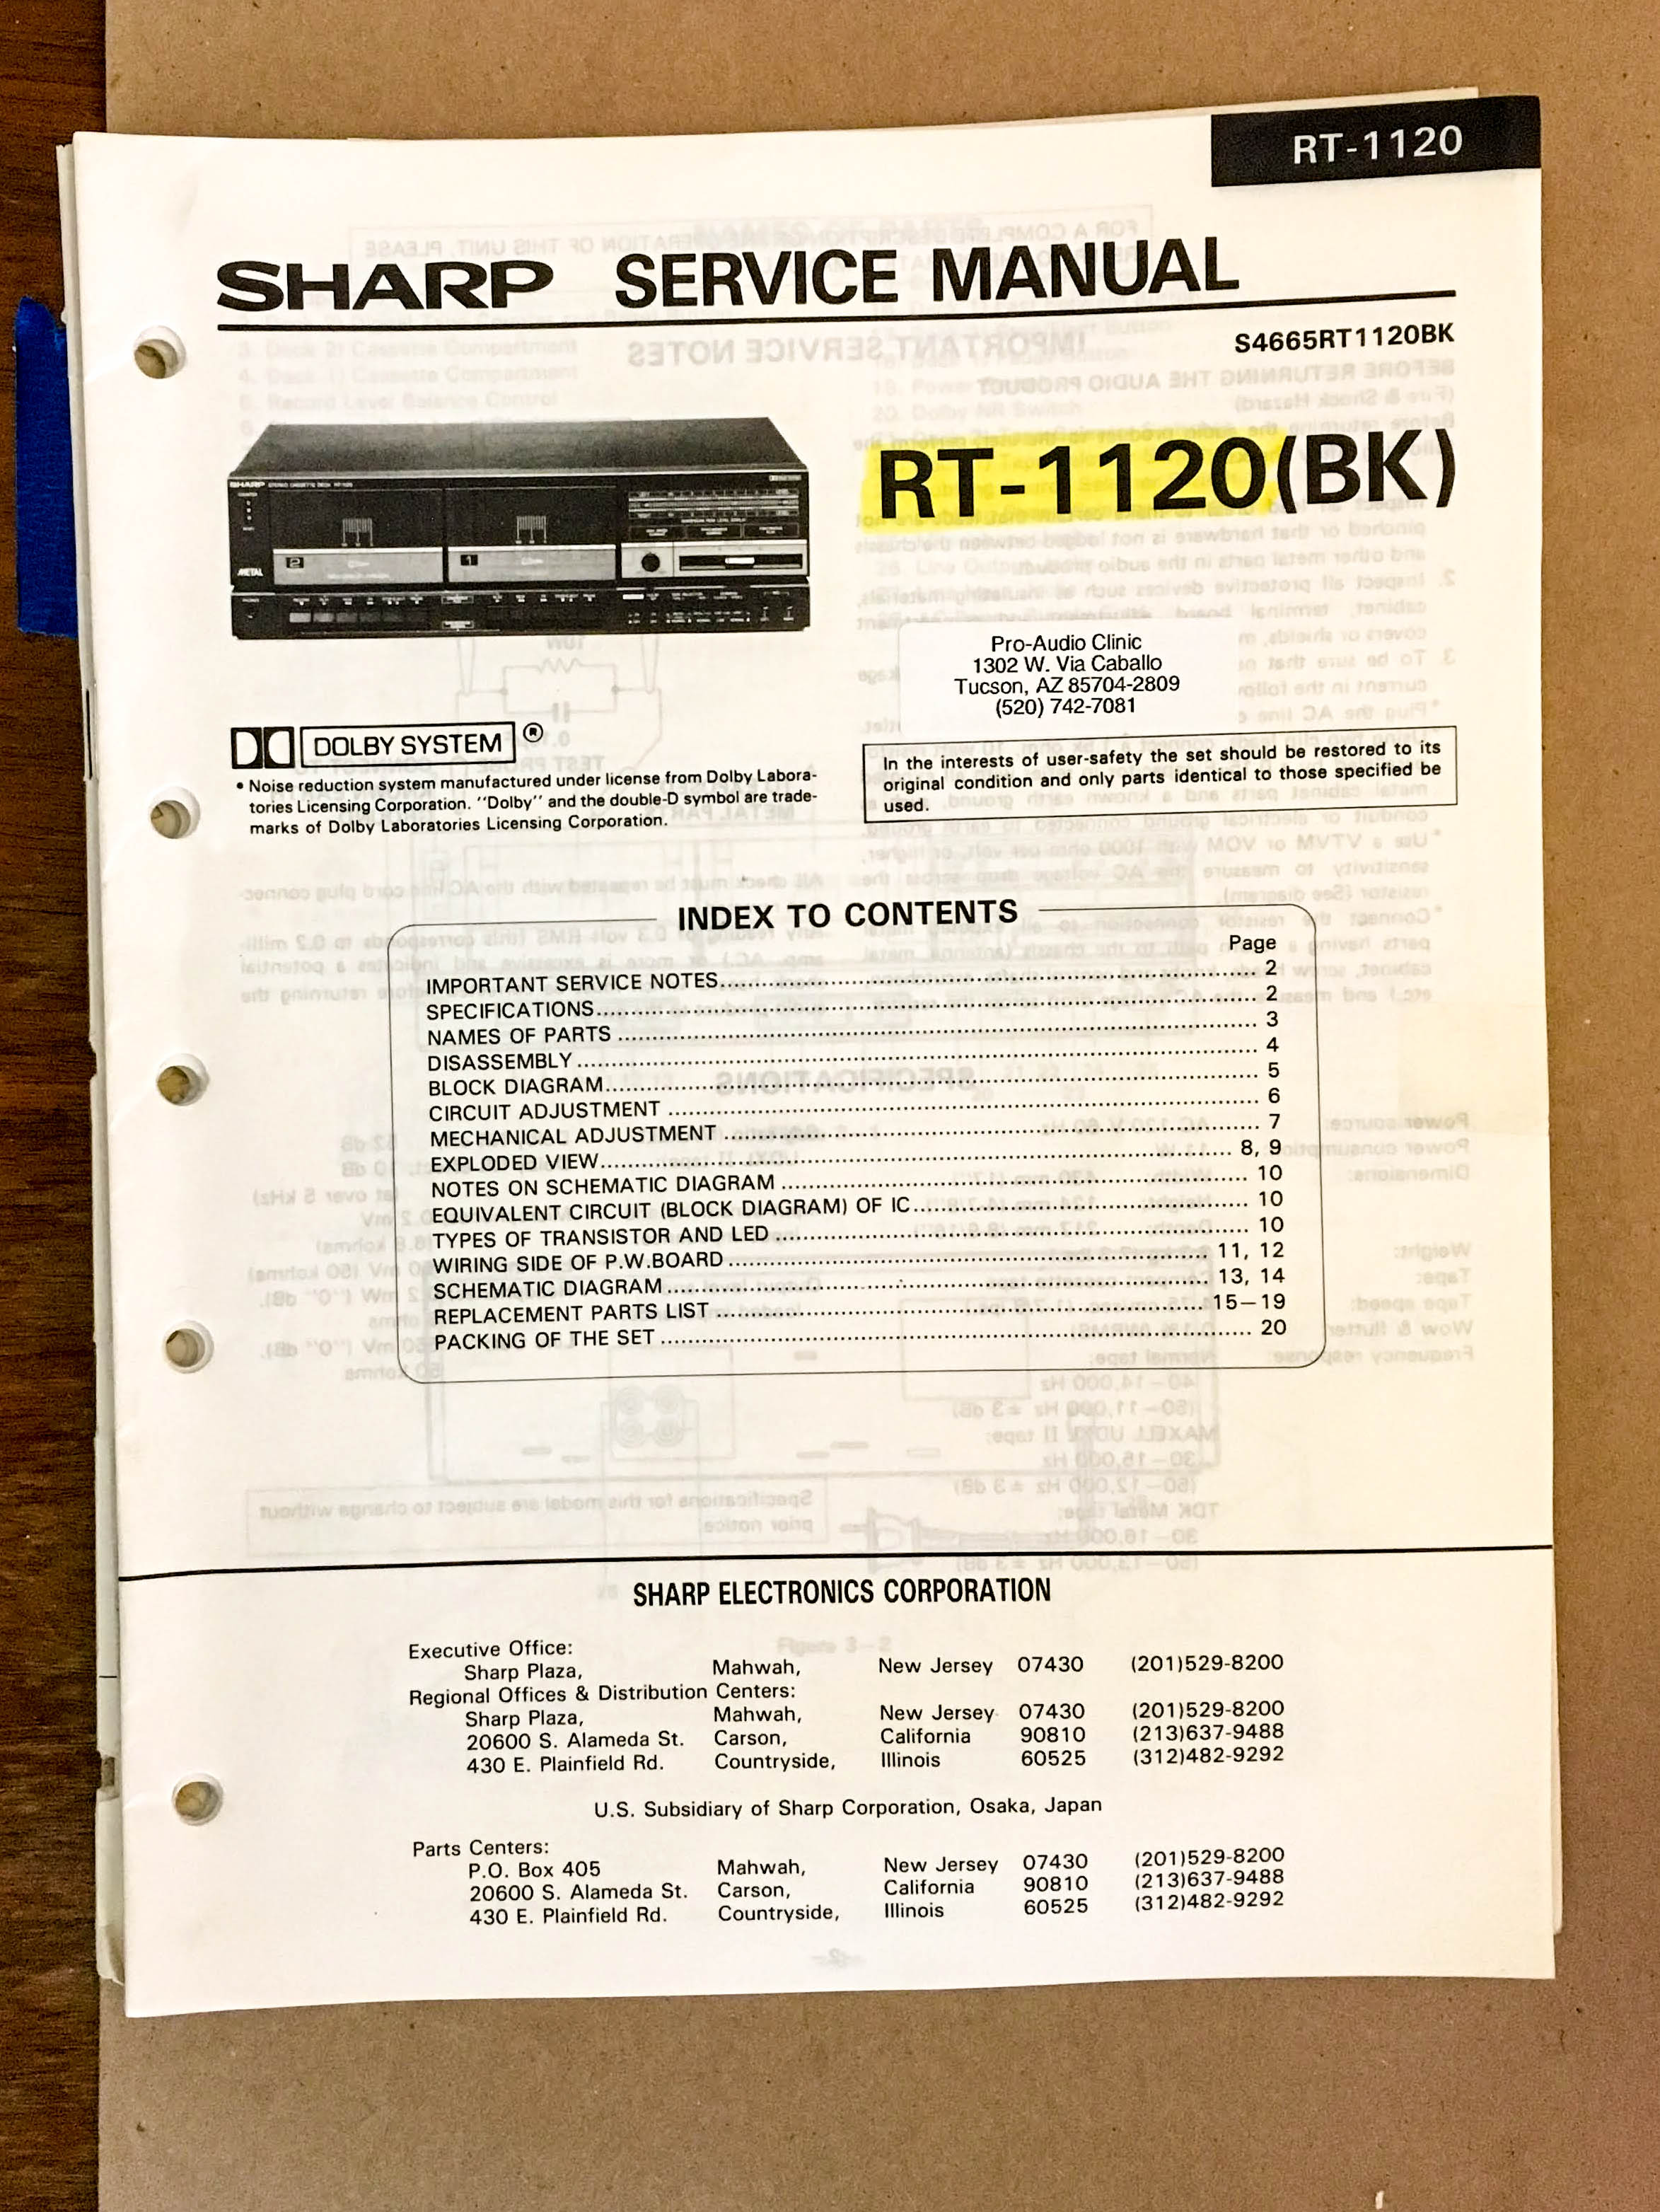 RT-1120
SHARP SERVICE MANUAL
S4665RT1120BK
RT-1120(BK)
SHARP
METAL
2
1
Pro-Audio Clinic
1302 W. Via Caballo
Tucson, AZ 85704-2809
(520) 742-7081
DOLBY SYSTEM ®
• Noise reduction system manufactured under license from Dolby Labora-
tories Licensing Corporation. "Dolby" and the double-D symbol are trade-
marks of Dolby Laboratories Licensing Corporation.
In the interests of user-safety the set should be restored to its
original condition and only parts identical to those specified be
used.
INDEX TO CONTENTS
Page
IMPORTANT SERVICE NOTES 2
SPECIFICATIONS 2
NAMES OF PARTS 3
DISASSEMBLY 4
BLOCK DIAGRAM 5
CIRCUIT ADJUSTMENT 6
MECHANICAL ADJUSTMENT 7
EXPLODED VIEW 8, 9
NOTES ON SCHEMATIC DIAGRAM 10
EQUIVALENT CIRCUIT (BLOCK DIAGRAM) OF IC 10
TYPES OF TRANSISTOR AND LED 10
WIRING SIDE OF P.W.BOARD 11, 12
SCHEMATIC DIAGRAM 13, 14
REPLACEMENT PARTS LIST 15–19
PACKING OF THE SET 20
SHARP ELECTRONICS CORPORATION
Executive Office:
Sharp Plaza, Mahwah, New Jersey 07430 (201)529-8200
Regional Offices & Distribution Centers:
Sharp Plaza, Mahwah, New Jersey 07430 (201)529-8200
20600 S. Alameda St. Carson, California 90810 (213)637-9488
430 E. Plainfield Rd. Countryside, Illinois 60525 (312)482-9292
U.S. Subsidiary of Sharp Corporation, Osaka, Japan
Parts Centers:
P.O. Box 405 Mahwah, New Jersey 07430 (201)529-8200
20600 S. Alameda St. Carson, California 90810 (213)637-9488
430 E. Plainfield Rd. Countryside, Illinois 60525 (312)482-9292